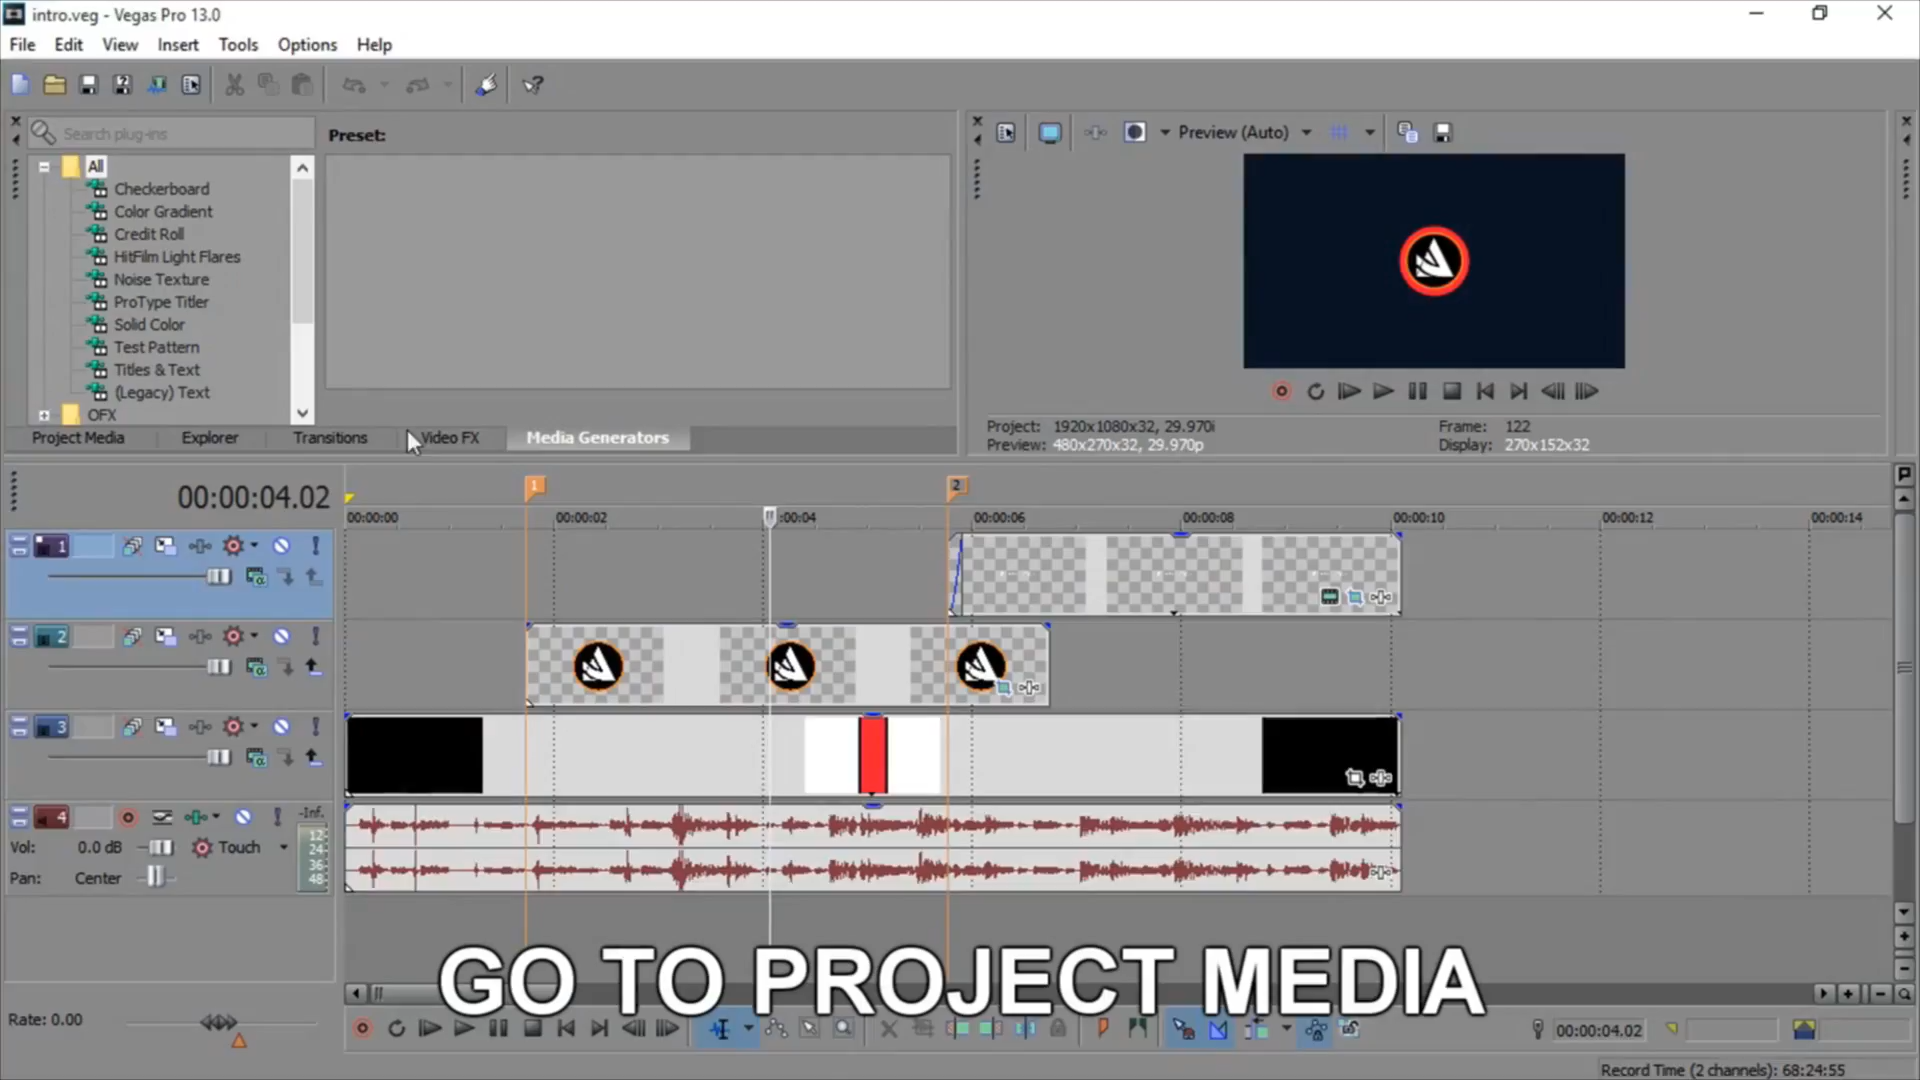 intro.veg - Vegas Pro 13.0
File Edit View Insert Tools Options Help
Search plug-ins
Preset:
Preview (Auto)
All
Checkerboard
Color Gradient
Credit Roll
HitFilm Light Flares
Noise Texture
ProType Titler
Solid Color
Test Pattern
Titles & Text
(Legacy) Text
OFX
Project Media Explorer Transitions Video FX Media Generators
Project: 1920x1080x32, 29.970i Frame: 122
Preview: 480x270x32, 29.970p Display: 270x152x32
00:00:04.02
1 2
00:00:00 00:00:02 :00:04 00:00:06 00:00:08 00:00:10 00:00:12 00:00:14
1
2
3
4 -Inf.
Vol: 0.0 dB Touch
Pan: Center
12
24
36
48
GO TO PROJECT MEDIA
Rate: 0.00
00:00:04.02
Record Time (2 channels): 68:24:55